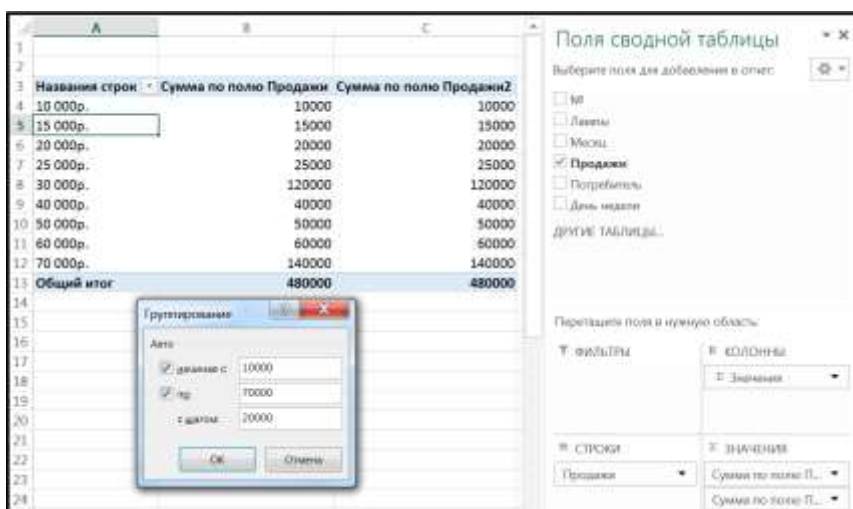 A B C
1
2
3 Названия строк Сумма по полю Продажи Сумма по полю Продажи2
4 10 000р. 10000 10000
5 15 000р. 15000 15000
6 20 000р. 20000 20000
7 25 000р. 25000 25000
8 30 000р. 120000 120000
9 40 000р. 40000 40000
10 50 000р. 50000 50000
11 60 000р. 60000 60000
12 70 000р. 140000 140000
13 Общий итог 480000 480000
14
15
16
17
18
19
20
21
22
23
24
Группирование
Авто
начиная с 10000
по 70000
с шагом 20000
ОК Отмена
Поля сводной таблицы
Выберите поля для добавления в отчет:
№
Месяц
Продажи
Потребитель
День недели
ДРУГИЕ ТАБЛИЦЫ...
Перетащите поля в нужную область:
ФИЛЬТРЫ
КОЛОННЫ
Σ Значения
СТРОКИ
Продажи
Σ ЗНАЧЕНИЯ
Сумма по полю П...
Сумма по полю П...